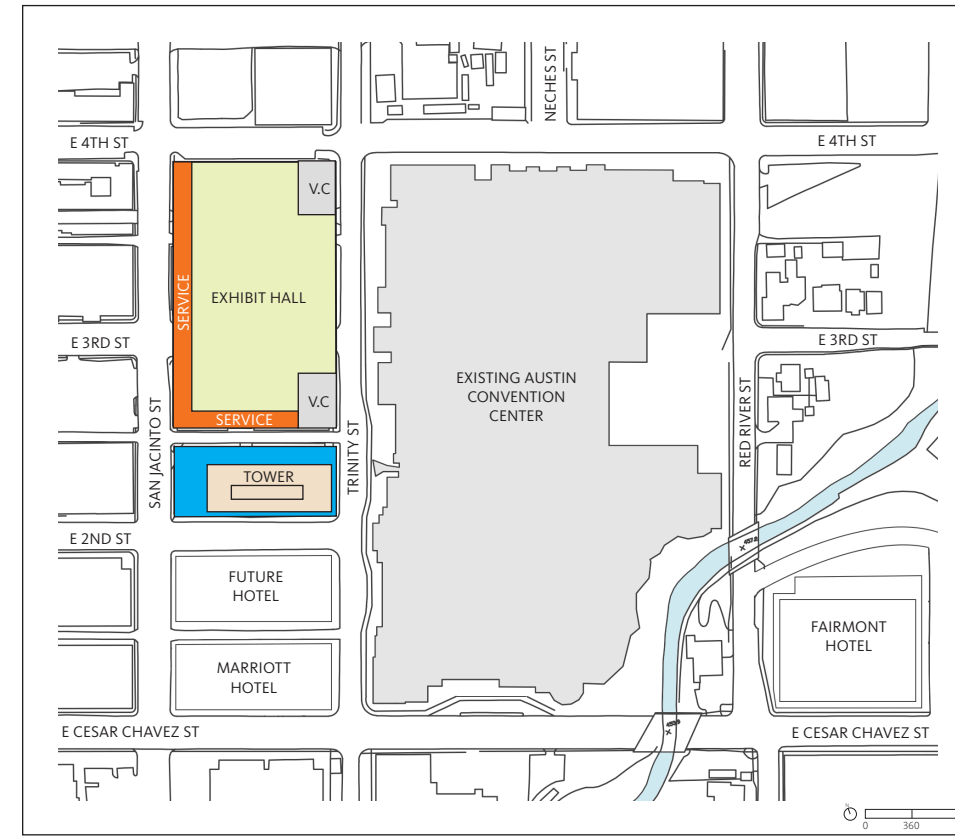 NECHES ST
E 4TH ST
E 4TH ST
V.C
SERVICE
EXHIBIT HALL
E 3RD ST
E 3RD ST
EXISTING AUSTIN
CONVENTION
CENTER
V.C
SERVICE
SAN JACINTO ST
TRINITY ST
RED RIVER ST
TOWER
E 2ND ST
FUTURE
HOTEL
FAIRMONT
HOTEL
MARRIOTT
HOTEL
E CESAR CHAVEZ ST
E CESAR CHAVEZ ST
N
0 360